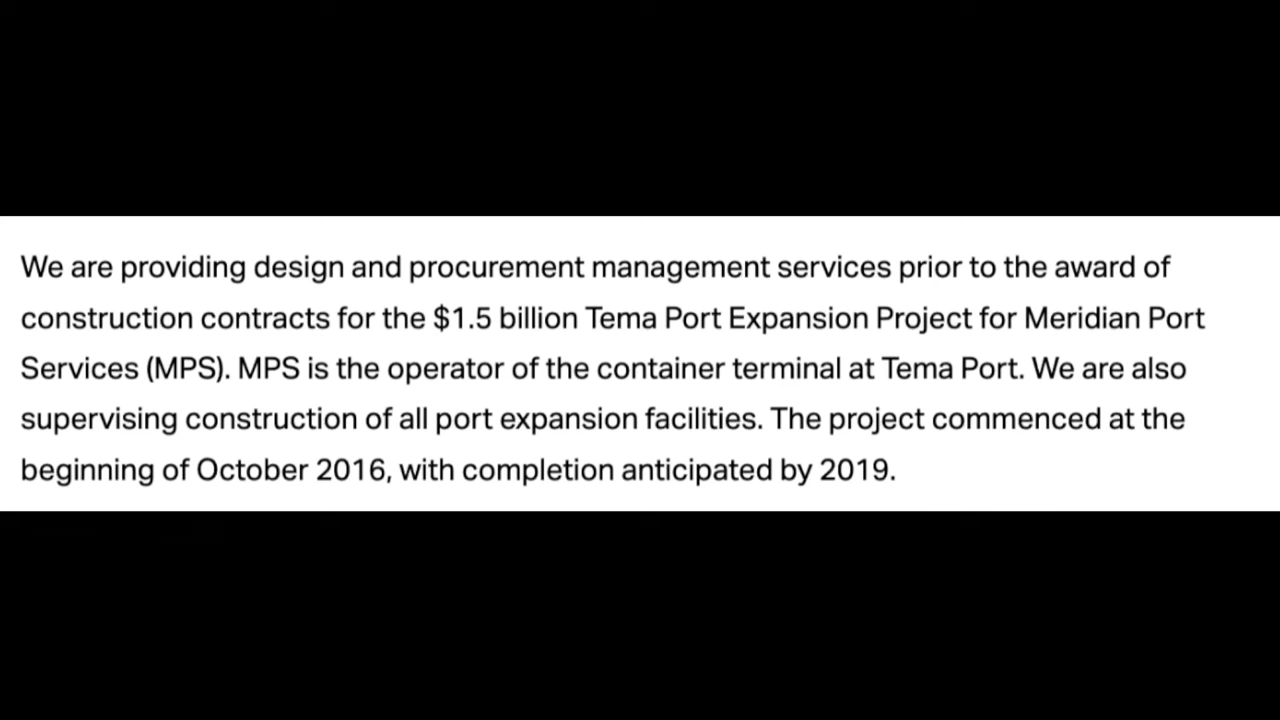 We are providing design and procurement management services prior to the award of
construction contracts for the $1.5 billion Tema Port Expansion Project for Meridian Port
Services (MPS). MPS is the operator of the container terminal at Tema Port. We are also
supervising construction of all port expansion facilities. The project commenced at the
beginning of October 2016, with completion anticipated by 2019.